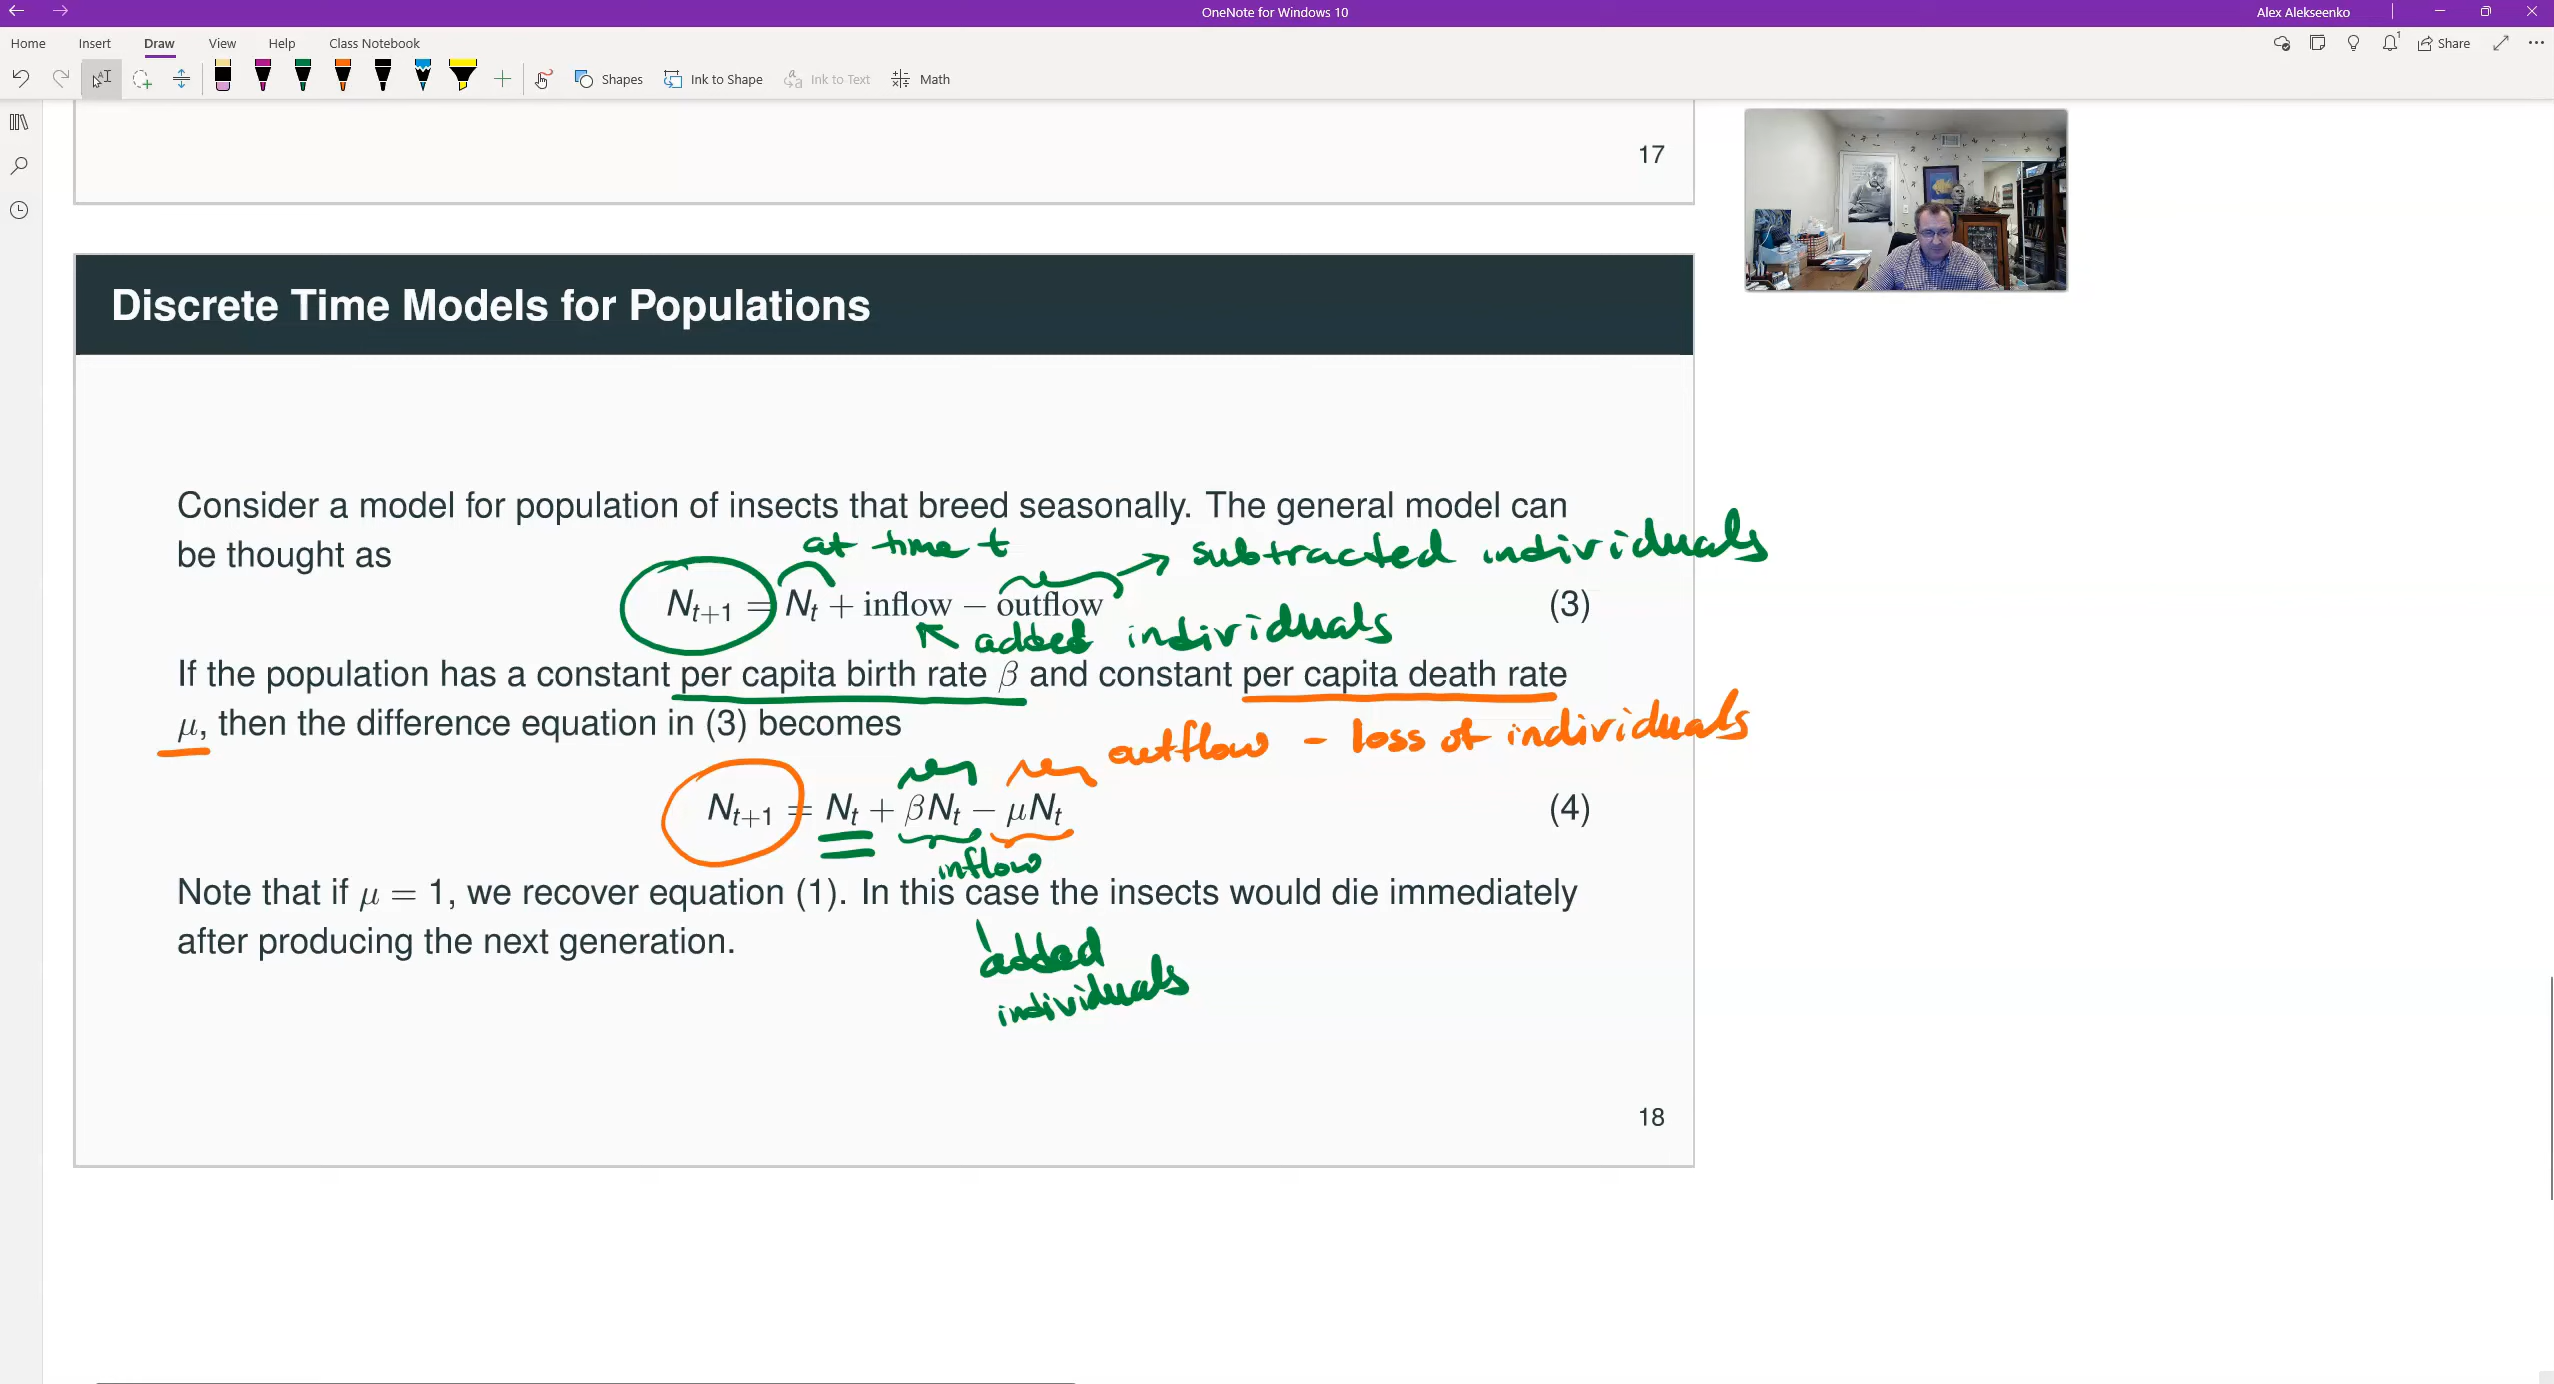 OneNote for Windows 10
Alex Alekseenko
Home Insert Draw View Help Class Notebook
1 Share
Shapes Ink to Shape Ink to Text Math
17
Discrete Time Models for Populations
Consider a model for population of insects that breed seasonally. The general model can
be thought as
at time t
subtracted individuals
N_{t+1} = N_t + inflow − outflow (3)
added individuals
If the population has a constant per capita birth rate β and constant per capita death rate
μ, then the difference equation in (3) becomes
outflow - loss of individuals
N_{t+1} = N_t + βN_t − μN_t (4)
inflow
Note that if μ = 1, we recover equation (1). In this case the insects would die immediately
after producing the next generation.
added
individuals
18